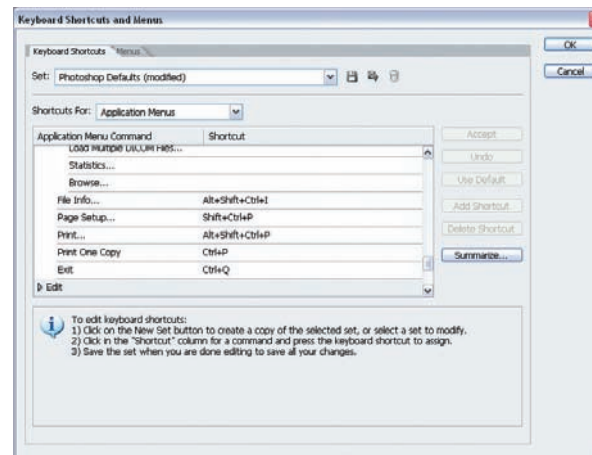 Keyboard Shortcuts and Menus
OK
Keyboard Shortcuts Menus
Set: Photoshop Defaults (modified)
Cancel
Shortcuts For: Application Menus
Application Menu Command Shortcut
Accept
Load Multiple DICOM Files...
Undo
Statistics...
Browse...
Use Default
File Info... Alt+Shift+Ctrl+I
Add Shortcut
Page Setup... Shift+Ctrl+P
Print... Alt+Shift+Ctrl+P
Delete Shortcut
Print One Copy Ctrl+P
Summarize...
Exit Ctrl+Q
Edit
To edit keyboard shortcuts:
1) Click on the New Set button to create a copy of the selected set, or select a set to modify.
2) Click in the "Shortcut" column for a command and press the keyboard shortcut to assign.
3) Save the set when you are done editing to save all your changes.